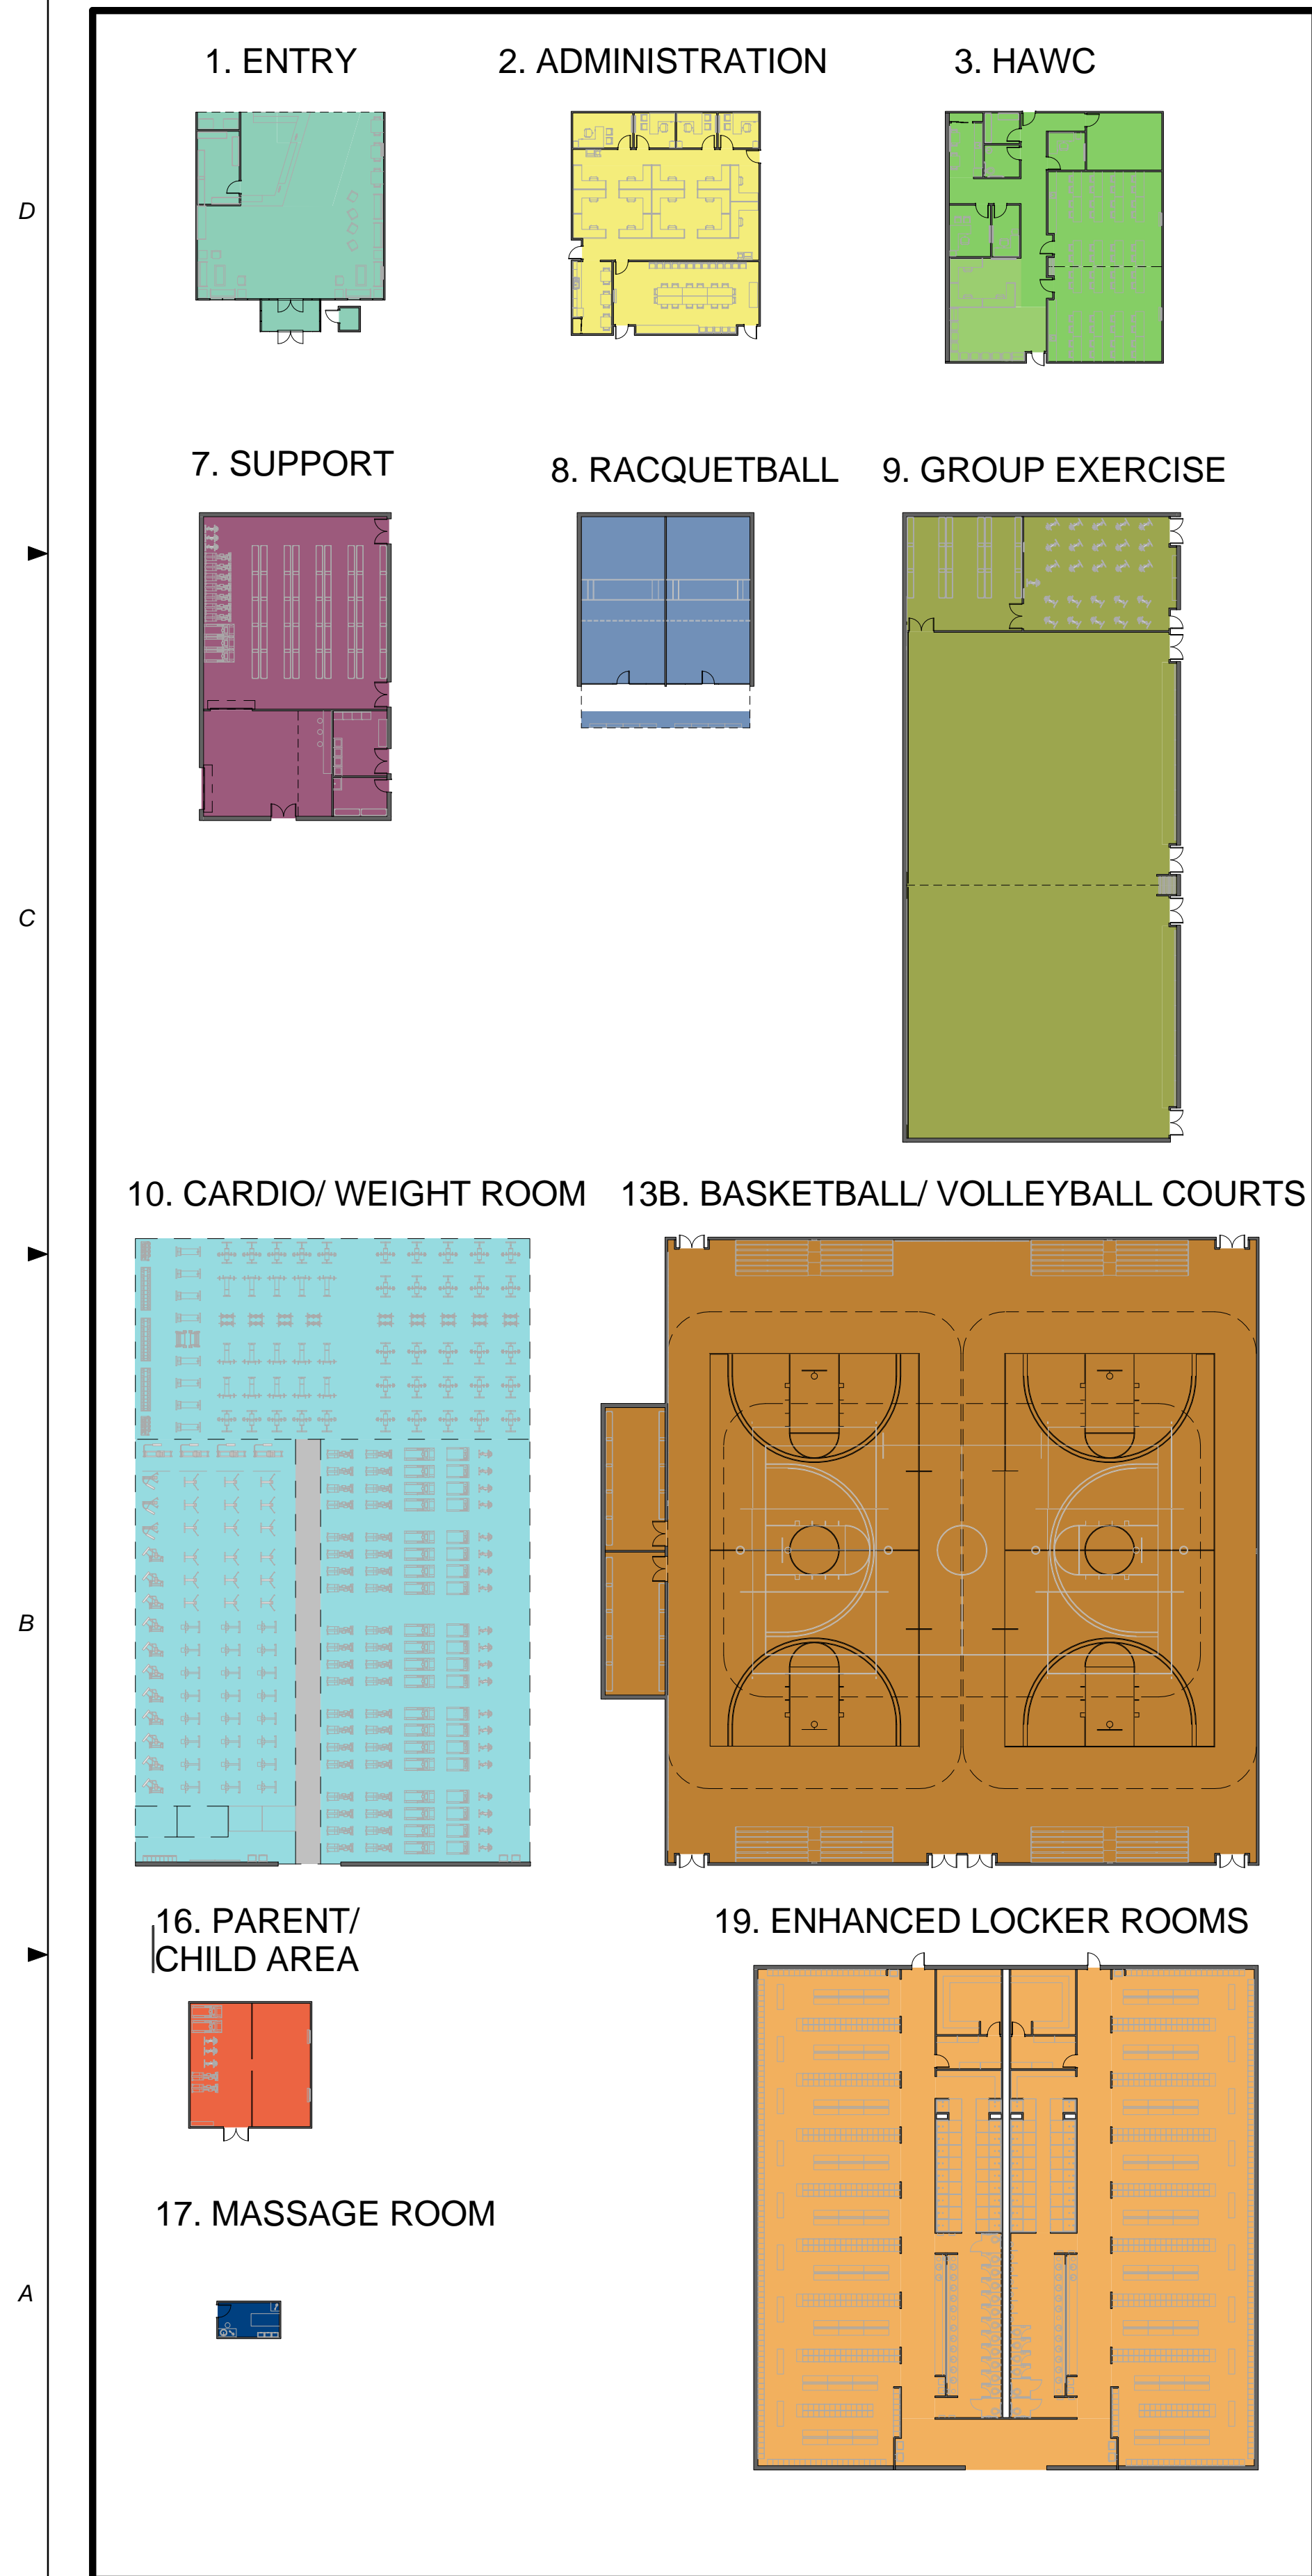 1. ENTRY
2. ADMINISTRATION
3. HAWC
D
7. SUPPORT
8. RACQUETBALL
9. GROUP EXERCISE
C
10. CARDIO/ WEIGHT ROOM
13B. BASKETBALL/ VOLLEYBALL COURTS
B
16. PARENT/
CHILD AREA
19. ENHANCED LOCKER ROOMS
17. MASSAGE ROOM
A